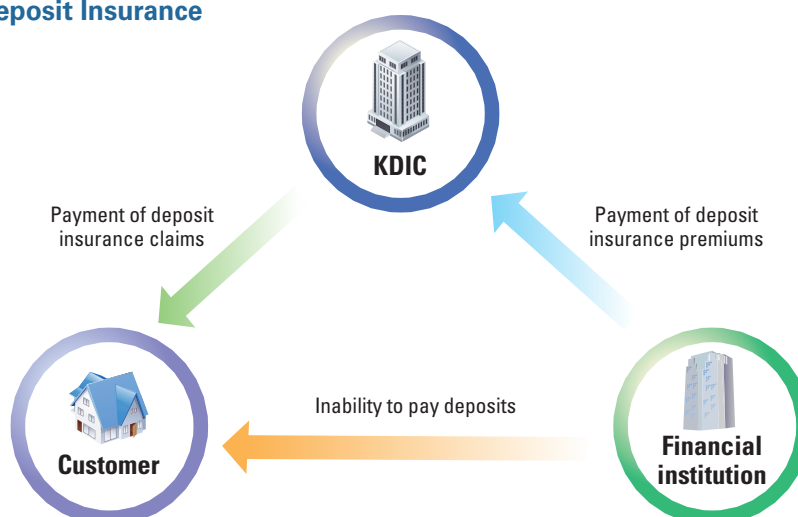 eposit Insurance
KDIC
Payment of deposit
insurance claims
Payment of deposit
insurance premiums
Inability to pay deposits
Customer
Financial
institution